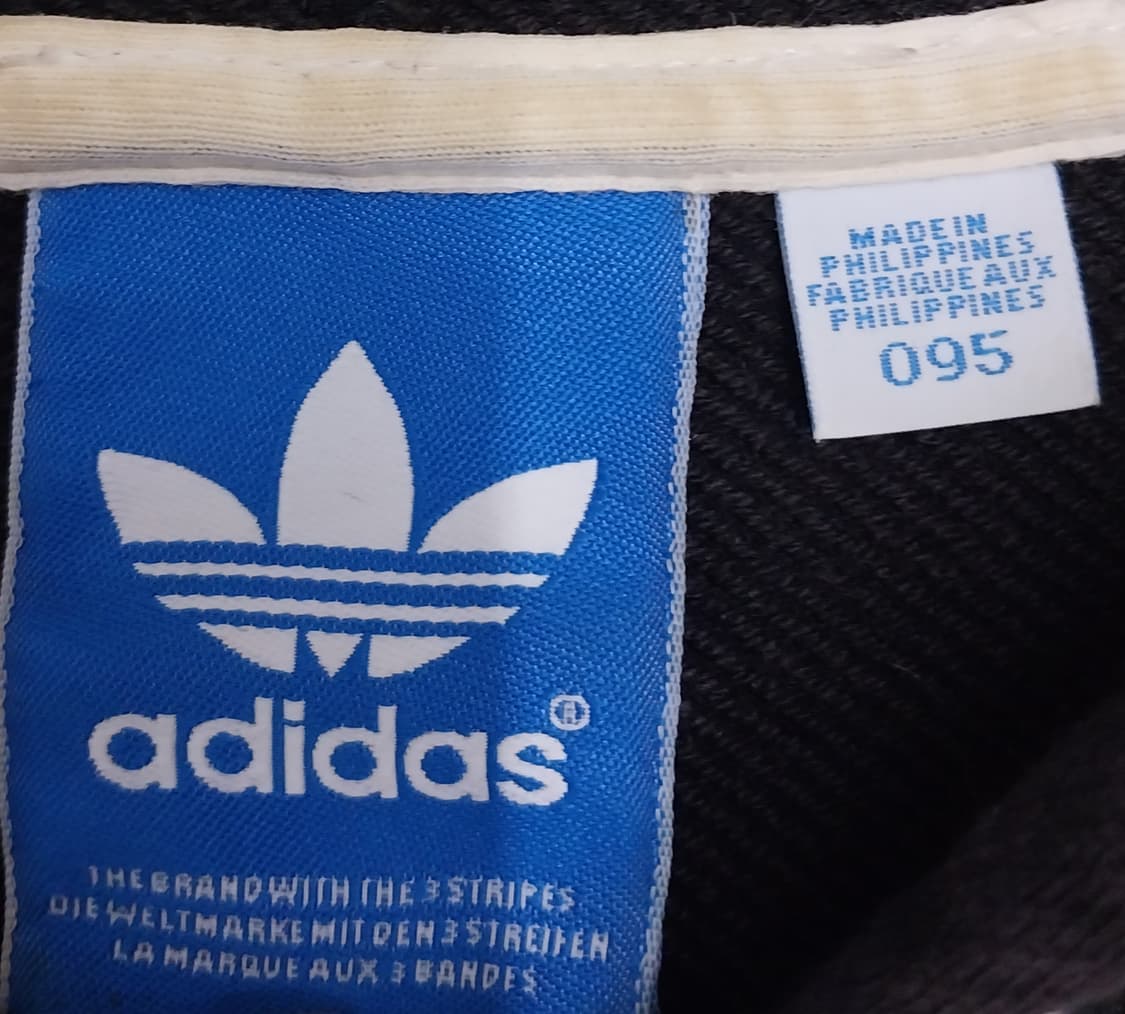 adidas®
THE BRAND WITH THE 3 STRIPES
DIE WELTMARKE MIT DEN 3 STREIFEN
LA MARQUE AUX 3 BANDES
MADE IN
PHILIPPINES
FABRIQUE AUX
PHILIPPINES
095